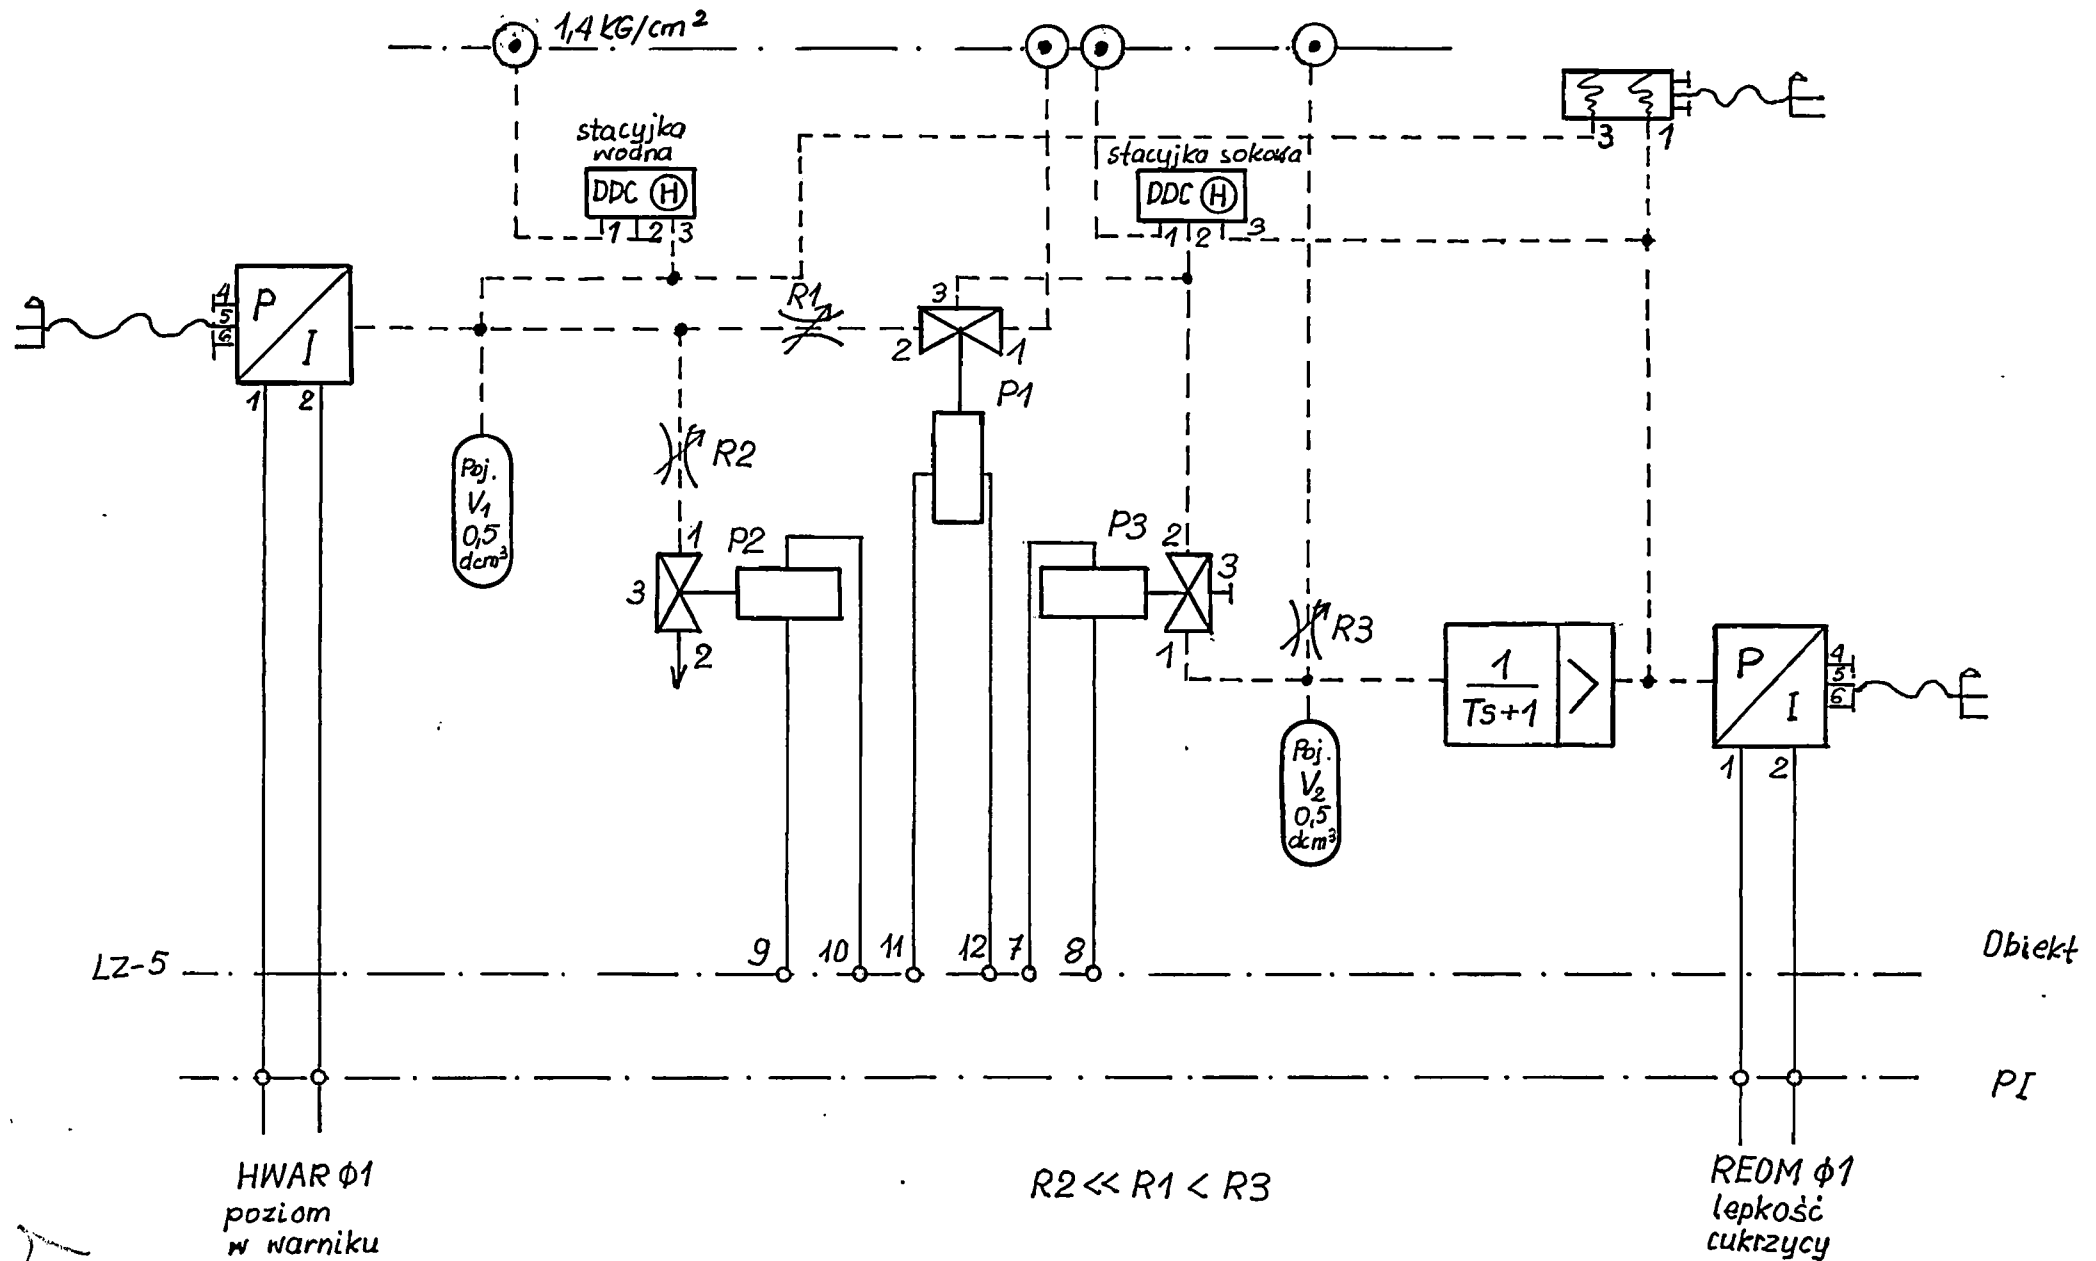 1,4 KG/cm²
stacyjka
wodna
DDC H
1 2 3
stacyjka sokowa
DDC H
1 2 3
3 1
4
5
6
P
I
1 2
R1
3
2 1
P1
R2
Poj.
V1
0,5
dcm³
1
P2
3
2
P3
2
3
1
R3
1
Ts+1
>
P
I
4
5
6
1 2
Poj.
V2
0,5
dcm³
LZ-5
9 10 11 12 7 8
Obiekt
PI
HWAR ϕ1
poziom
w warniku
R2 << R1 < R3
REOM ϕ1
lepkość
cukrzycy